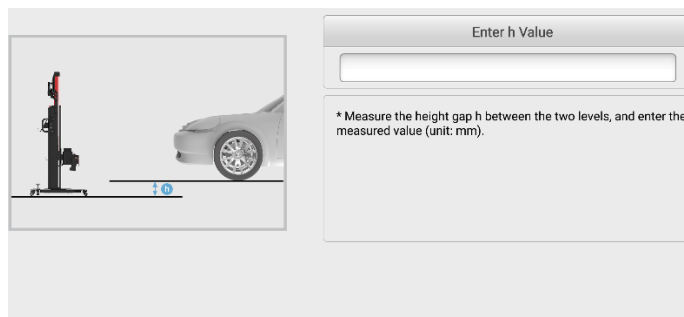 Enter h Value
* Measure the height gap h between the two levels, and enter the
measured value (unit: mm).
h